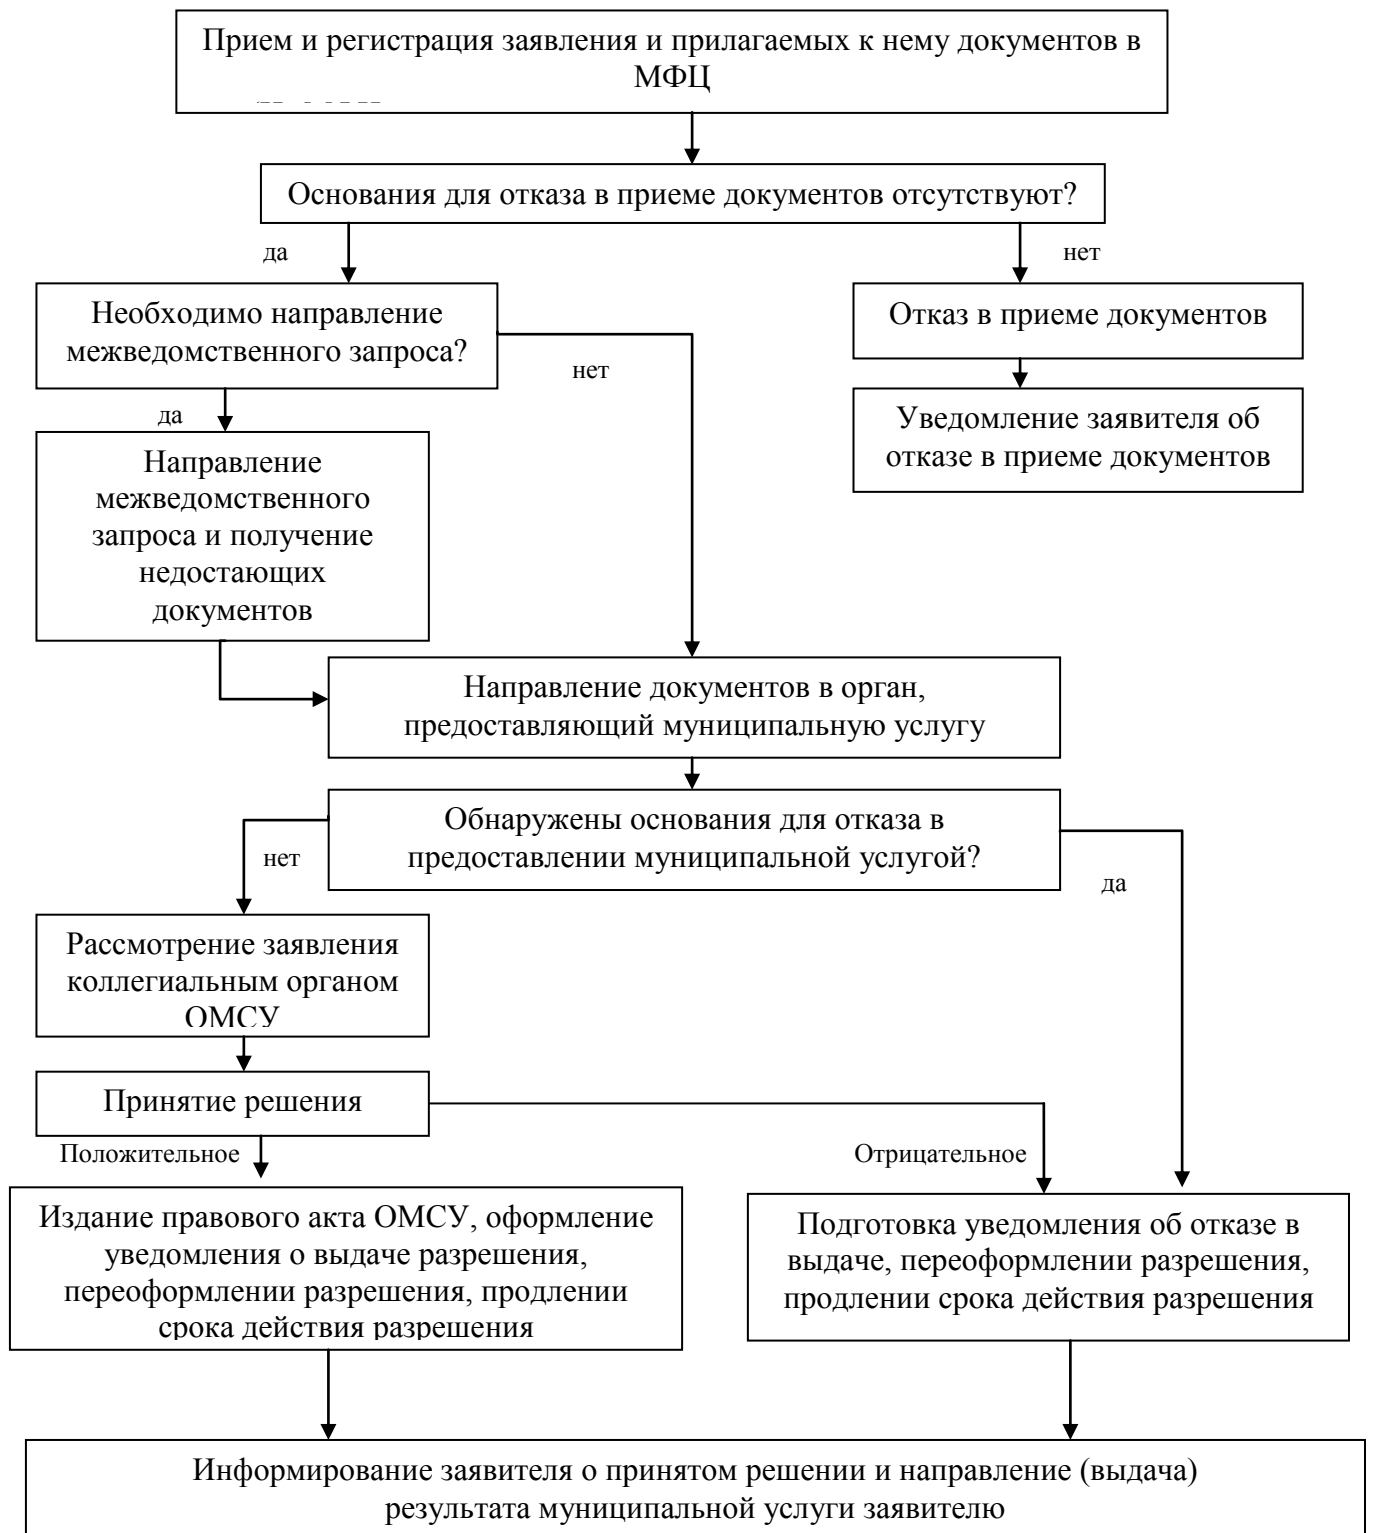 Прием и регистрация заявления и прилагаемых к нему документов в
МФЦ
Основания для отказа в приеме документов отсутствуют?
да
нет
Необходимо направление
межведомственного запроса?
Отказ в приеме документов
нет
да
Уведомление заявителя об
отказе в приеме документов
Направление
межведомственного
запроса и получение
недостающих
документов
Направление документов в орган,
предоставляющий муниципальную услугу
Обнаружены основания для отказа в
предоставлении муниципальной услугой?
нет
да
Рассмотрение заявления
коллегиальным органом
ОМСУ
Принятие решения
Положительное
Отрицательное
Издание правового акта ОМСУ, оформление
уведомления о выдаче разрешения,
переоформлении разрешения, продлении
срока действия разрешения
Подготовка уведомления об отказе в
выдаче, переоформлении разрешения,
продлении срока действия разрешения
Информирование заявителя о принятом решении и направление (выдача)
результата муниципальной услуги заявителю